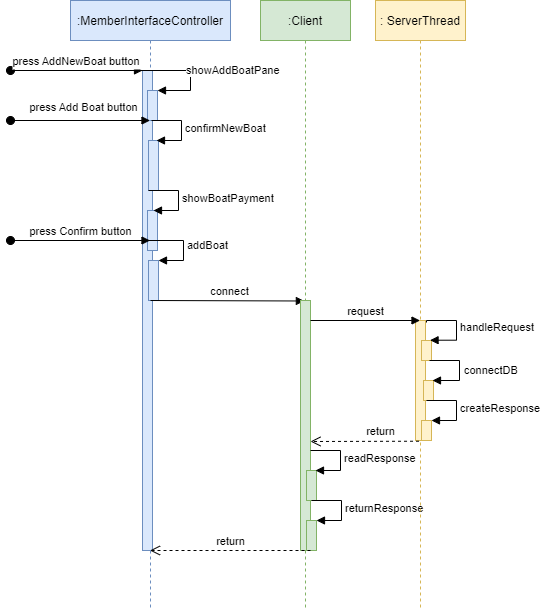 :MemberInterfaceController
:Client
: ServerThread
press AddNewBoat button
showAddBoatPane
press Add Boat button
confirmNewBoat
showBoatPayment
press Confirm button
addBoat
connect
request
handleRequest
connectDB
createResponse
return
readResponse
returnResponse
return